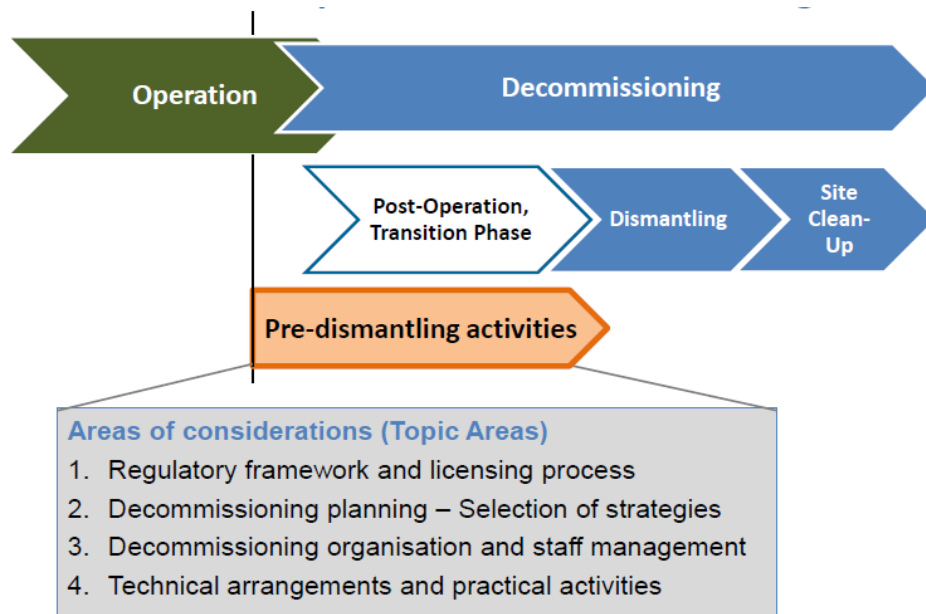 Operation
Decommissioning
Post-Operation,
Transition Phase
Dismantling
Site
Clean-
Up
Pre-dismantling activities
Areas of considerations (Topic Areas)
1. Regulatory framework and licensing process
2. Decommissioning planning – Selection of strategies
3. Decommissioning organisation and staff management
4. Technical arrangements and practical activities